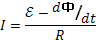 I = (ℰ − dΦ/dt) / R